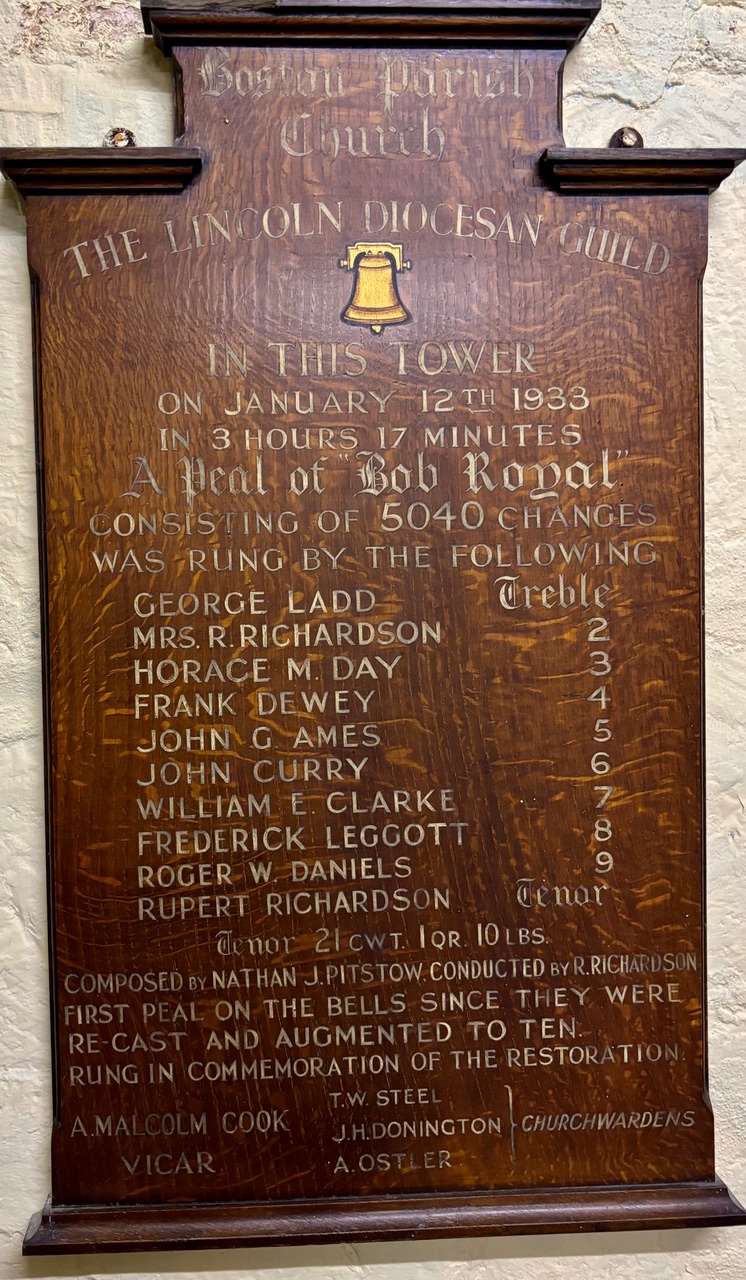 Boston Parish
Church
THE LINCOLN DIOCESAN GUILD
IN THIS TOWER
ON JANUARY 12TH 1933
IN 3 HOURS 17 MINUTES
A Peal of "Bob Royal"
CONSISTING OF 5040 CHANGES
WAS RUNG BY THE FOLLOWING
GEORGE LADD Treble
MRS. R. RICHARDSON 2
HORACE M. DAY 3
FRANK DEWEY 4
JOHN G. AMES 5
JOHN CURRY 6
WILLIAM E. CLARKE 7
FREDERICK LEGGOTT 8
ROGER W. DANIELS 9
RUPERT RICHARDSON Tenor
Tenor 21 CWT. 1 QR. 10 LBS.
COMPOSED BY NATHAN J. PITSTOW. CONDUCTED BY R. RICHARDSON
FIRST PEAL ON THE BELLS SINCE THEY WERE
RE-CAST AND AUGMENTED TO TEN.
RUNG IN COMMEMORATION OF THE RESTORATION.
T.W. STEEL
A. MALCOLM COOK J.H. DONINGTON CHURCHWARDENS
VICAR A. OSTLER